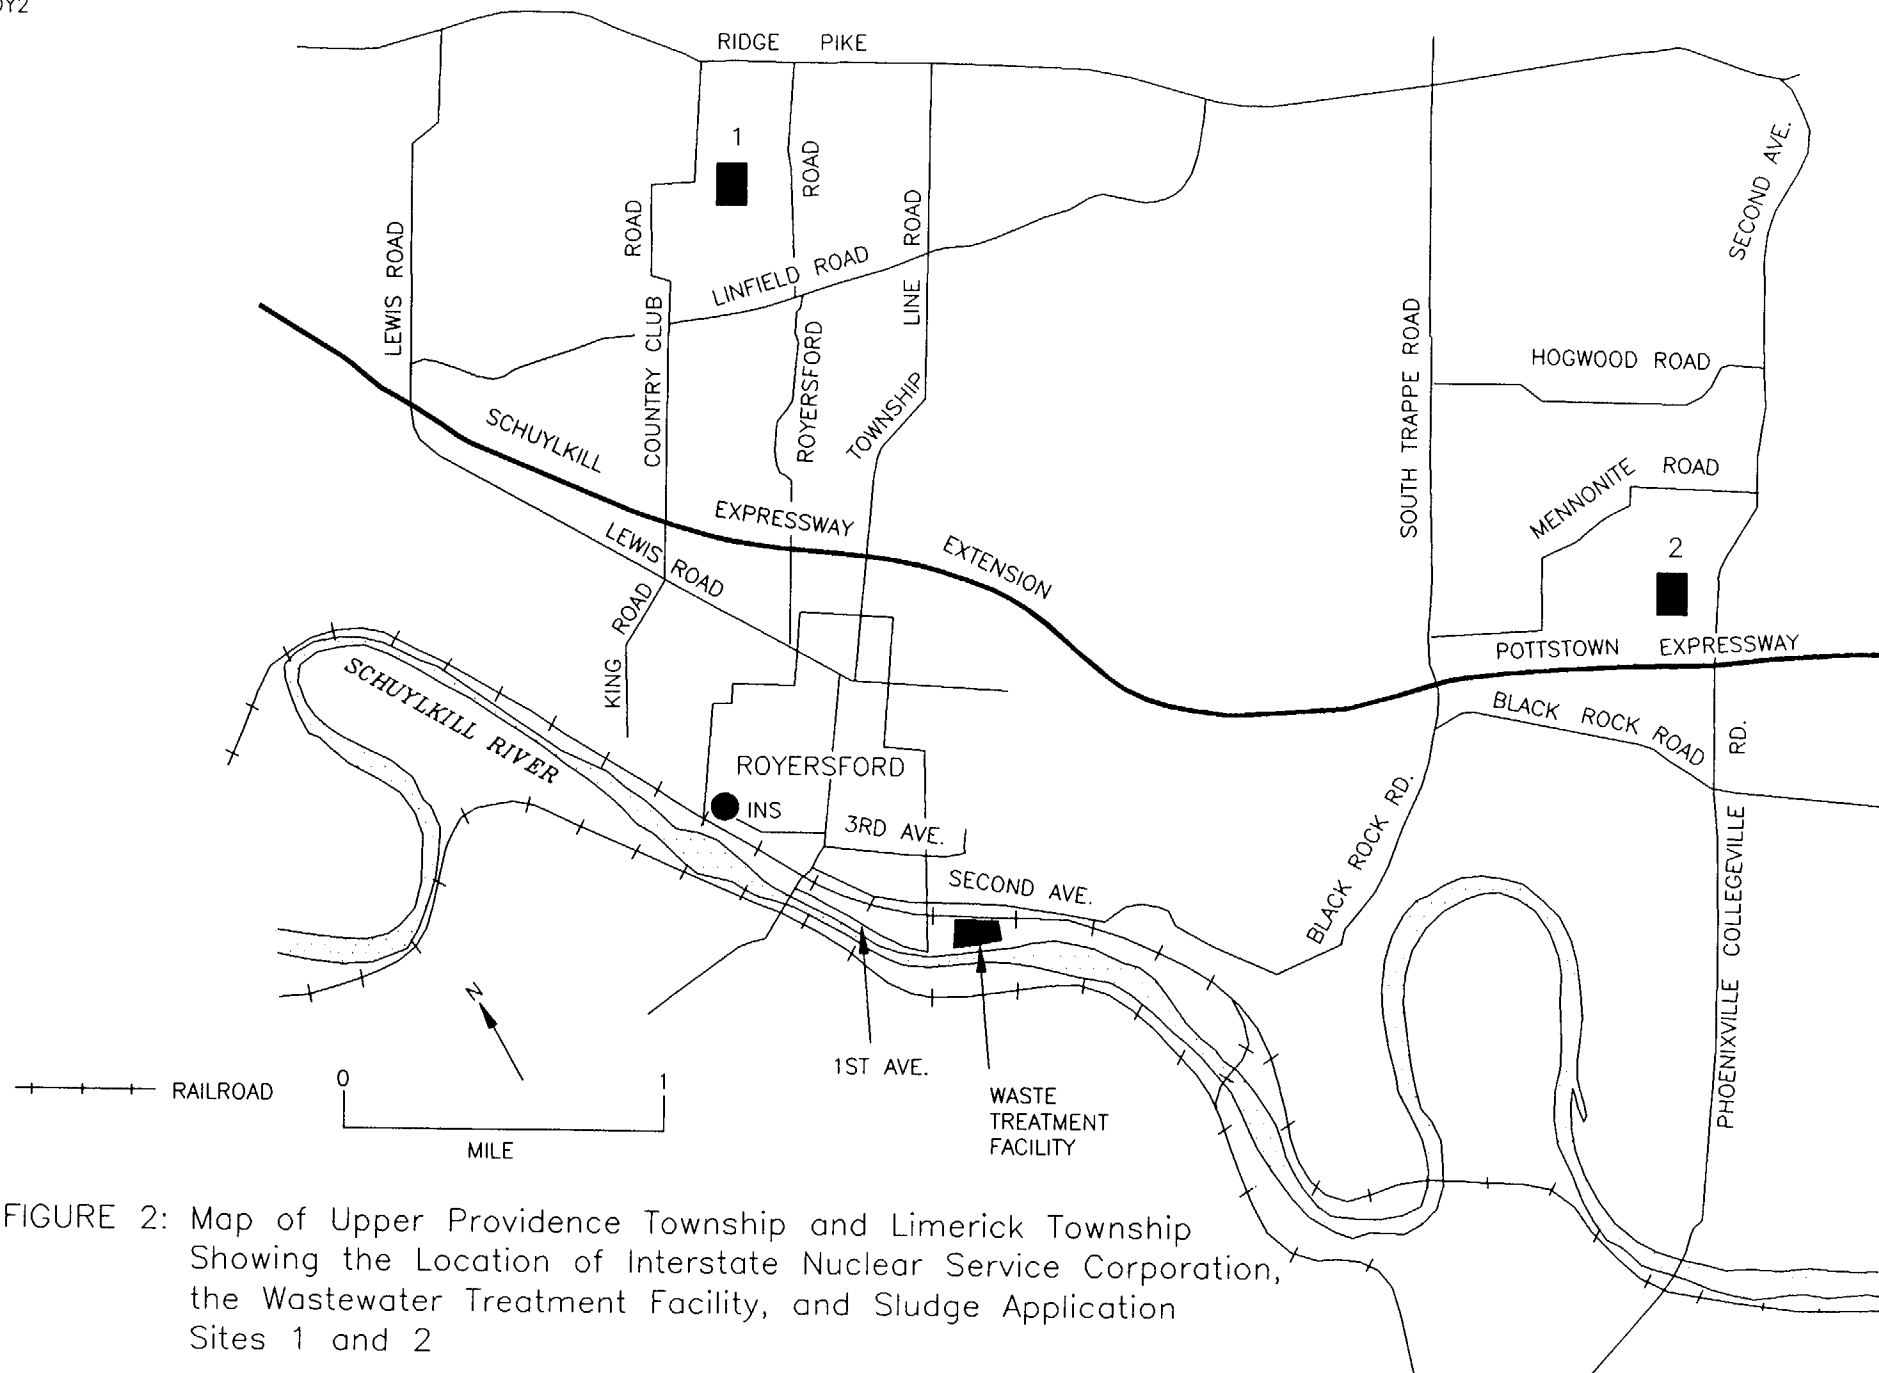 RIDGE PIKE
1
ROAD
ROAD
LEWIS ROAD
COUNTRY CLUB
LINFIELD ROAD
ROYERSFORD
TOWNSHIP
LINE ROAD
SOUTH TRAPPE ROAD
SECOND AVE.
HOGWOOD ROAD
MENNONITE ROAD
2
SCHUYLKILL EXPRESSWAY EXTENSION
LEWIS ROAD
KING ROAD
POTTSTOWN EXPRESSWAY
BLACK ROCK ROAD
SCHUYLKILL RIVER
ROYERSFORD
INS
3RD AVE.
SECOND AVE.
BLACK ROCK RD.
PHOENIXVILLE COLLEGEVILLE RD.
N
1ST AVE.
WASTE
TREATMENT
FACILITY
RAILROAD
0 1
MILE
FIGURE 2: Map of Upper Providence Township and Limerick Township
Showing the Location of Interstate Nuclear Service Corporation,
the Wastewater Treatment Facility, and Sludge Application
Sites 1 and 2